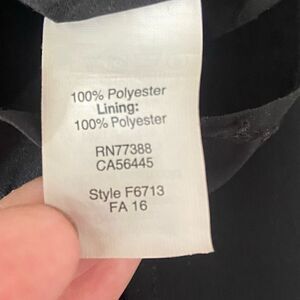 100% Polyester
Lining:
100% Polyester
RN77388
CA56445
Style F6713
FA 16